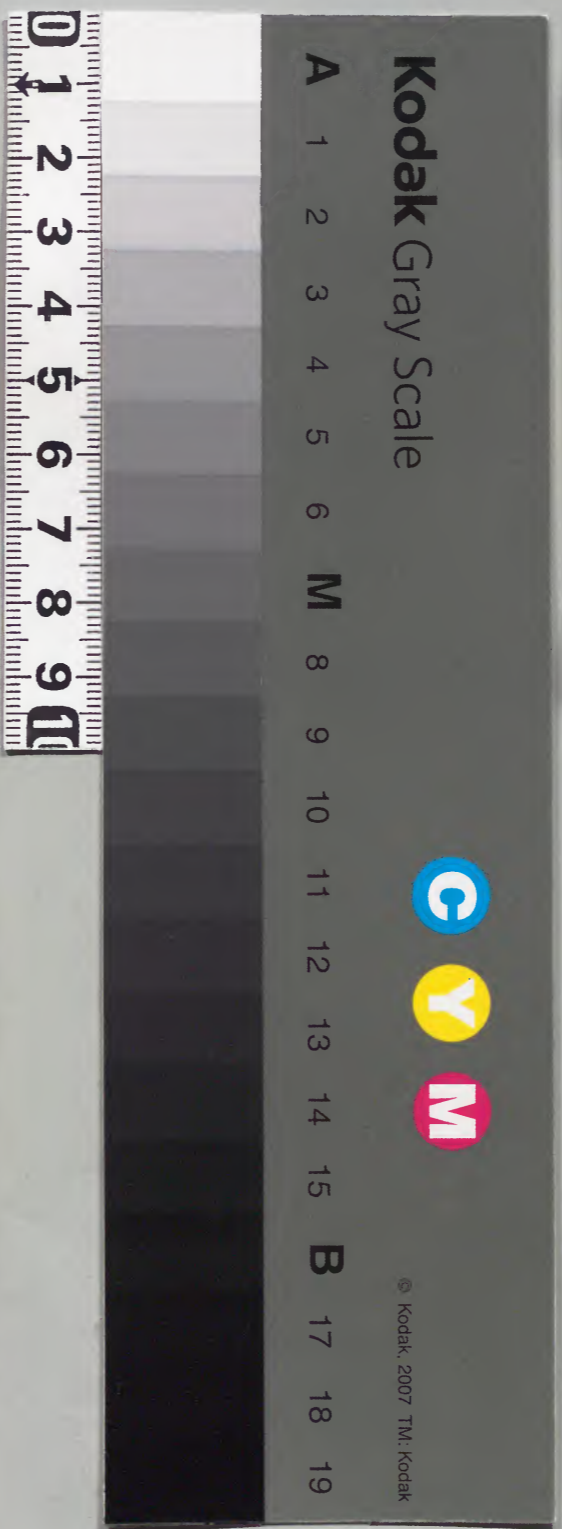 Kodak Gray Scale
C Y M
© Kodak, 2007 TM: Kodak
A 1 2 3 4 5 6 M 8 9 10 11 12 13 14 15 B 17 18 19
0 1 2 3 4 5 6 7 8 9 10